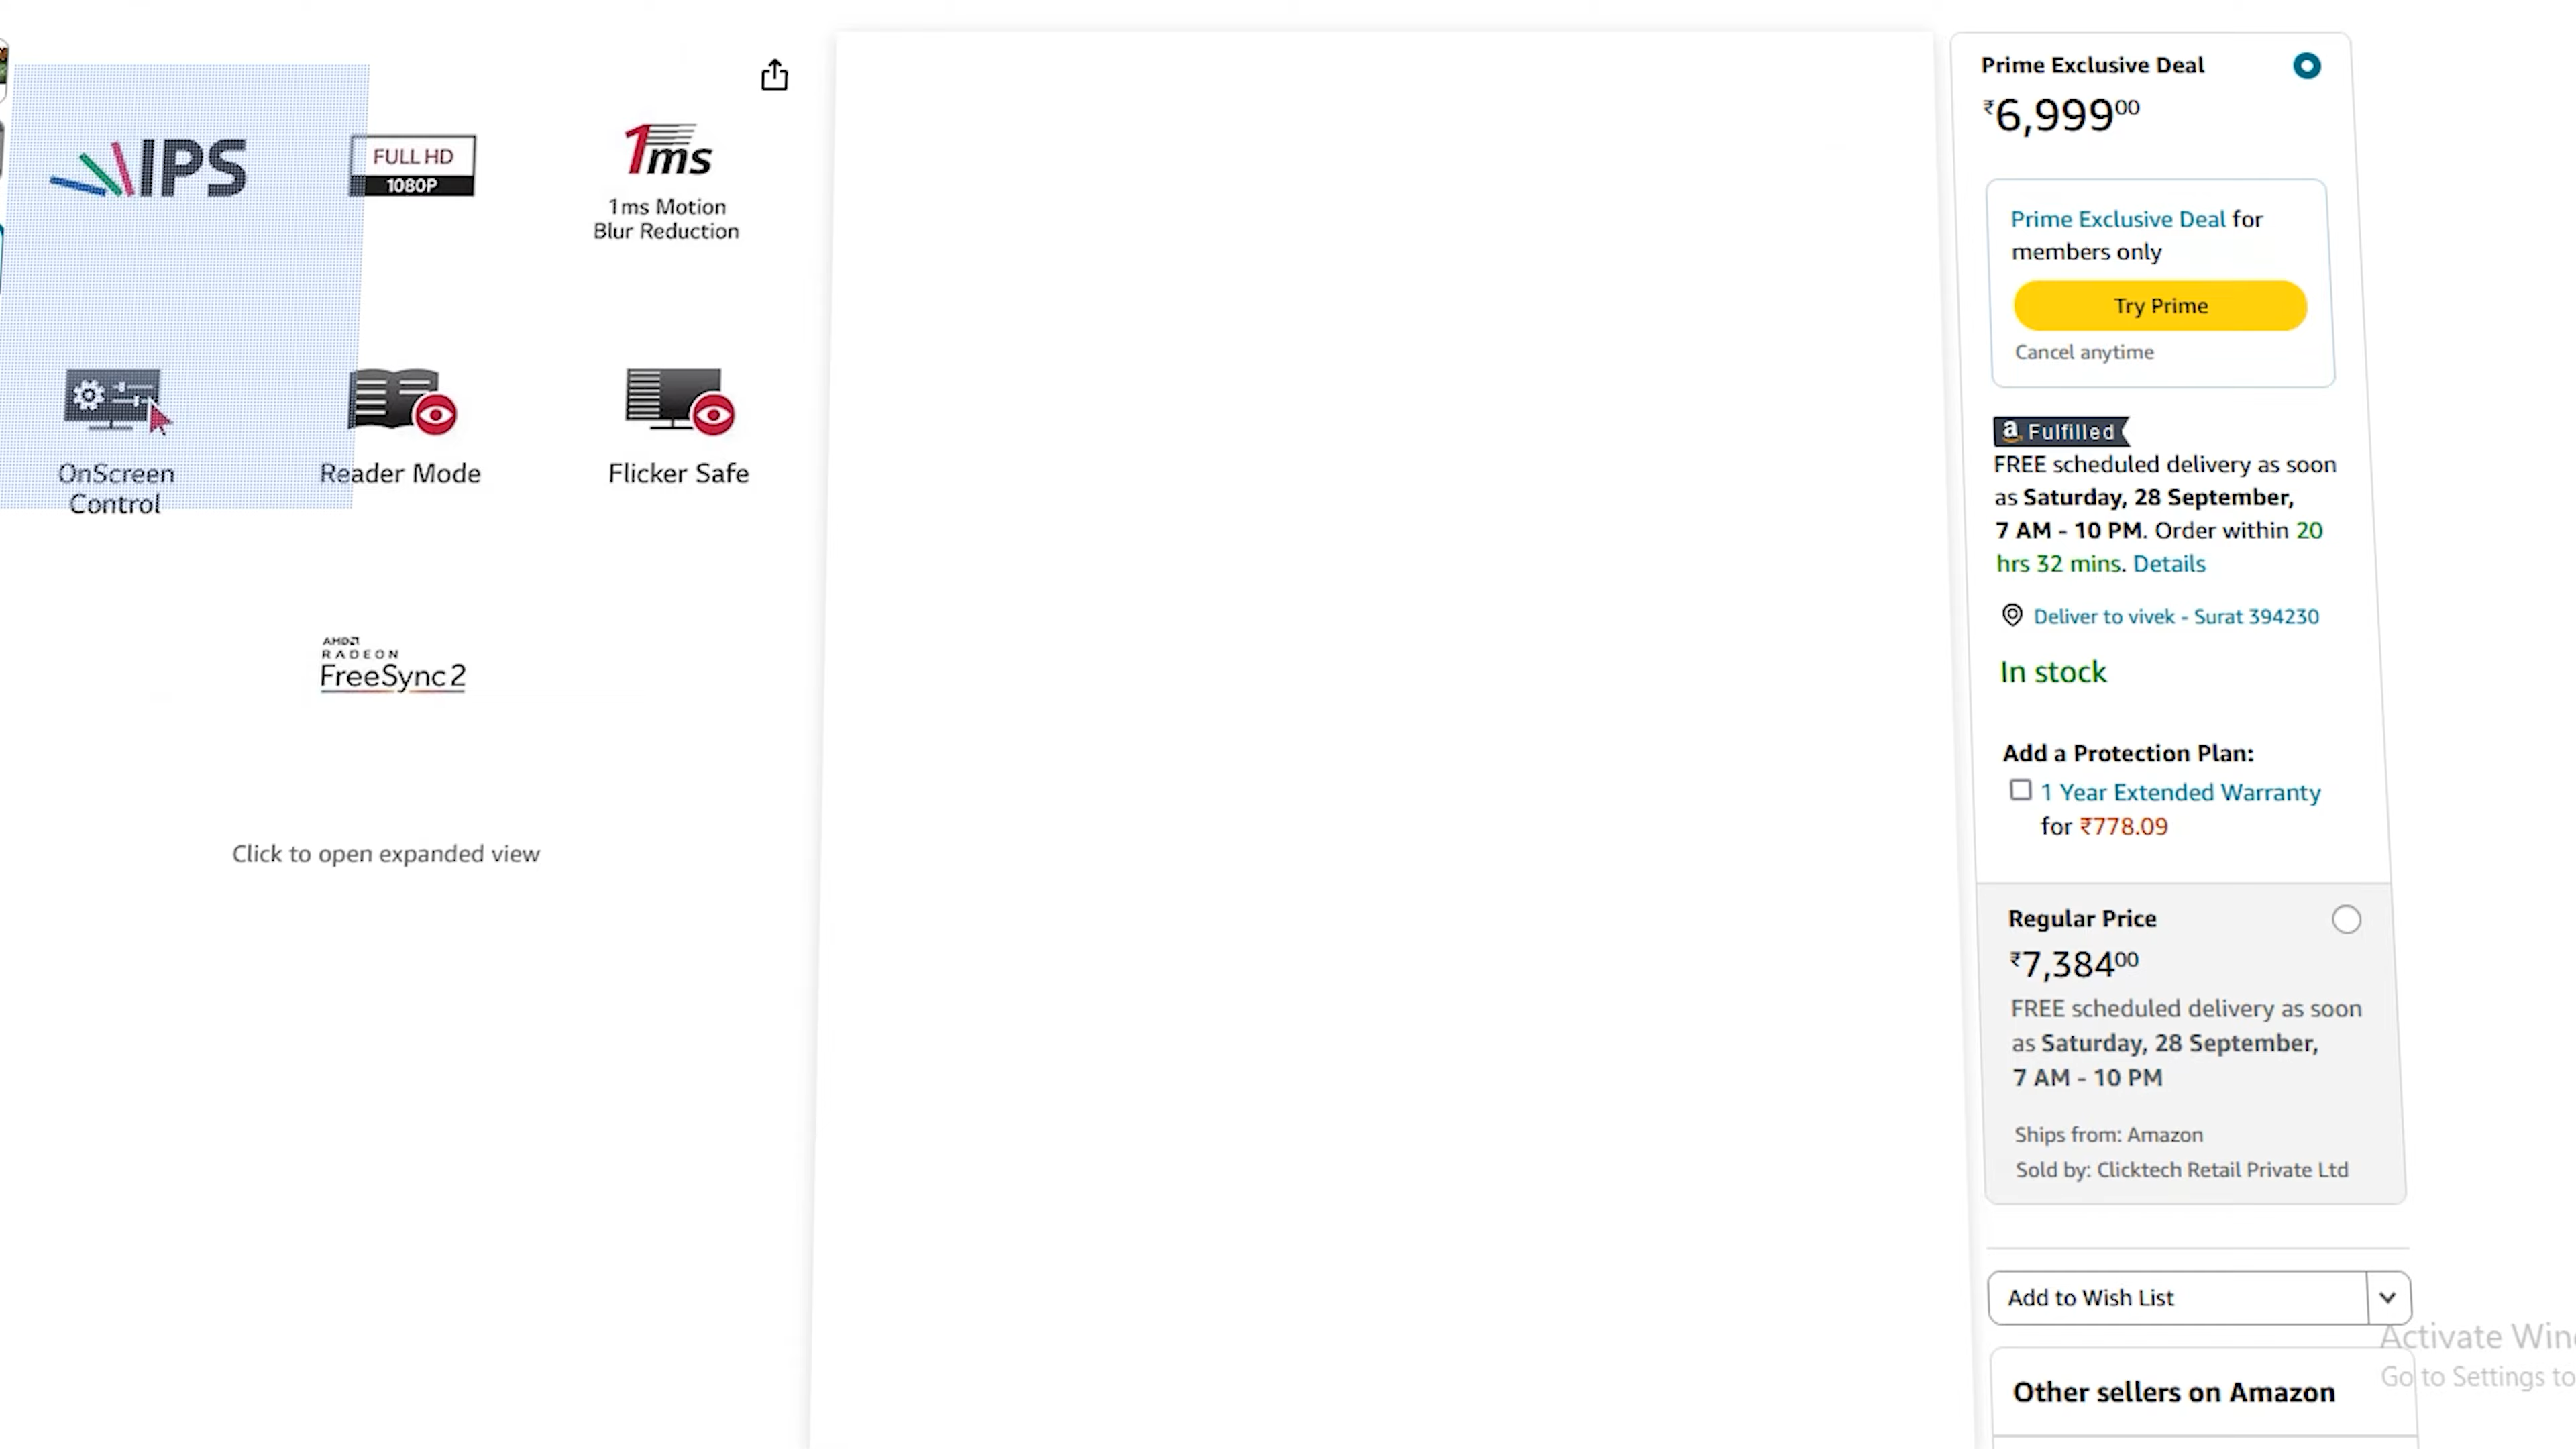 IPS
FULL HD
1080P
1ms
1ms Motion
Blur Reduction
OnScreen
Control
Reader Mode
Flicker Safe
AMD
RADEON
FreeSync 2
Click to open expanded view
Prime Exclusive Deal
₹6,99900
Prime Exclusive Deal for
members only
Try Prime
Cancel anytime
a Fulfilled
FREE scheduled delivery as soon
as Saturday, 28 September,
7 AM - 10 PM. Order within 20
hrs 32 mins. Details
Deliver to vivek - Surat 394230
In stock
Add a Protection Plan:
1 Year Extended Warranty
for ₹778.09
Regular Price
₹7,38400
FREE scheduled delivery as soon
as Saturday, 28 September,
7 AM - 10 PM
Ships from: Amazon
Sold by: Clicktech Retail Private Ltd
Add to Wish List
Activate Win
Go to Settings to
Other sellers on Amazon